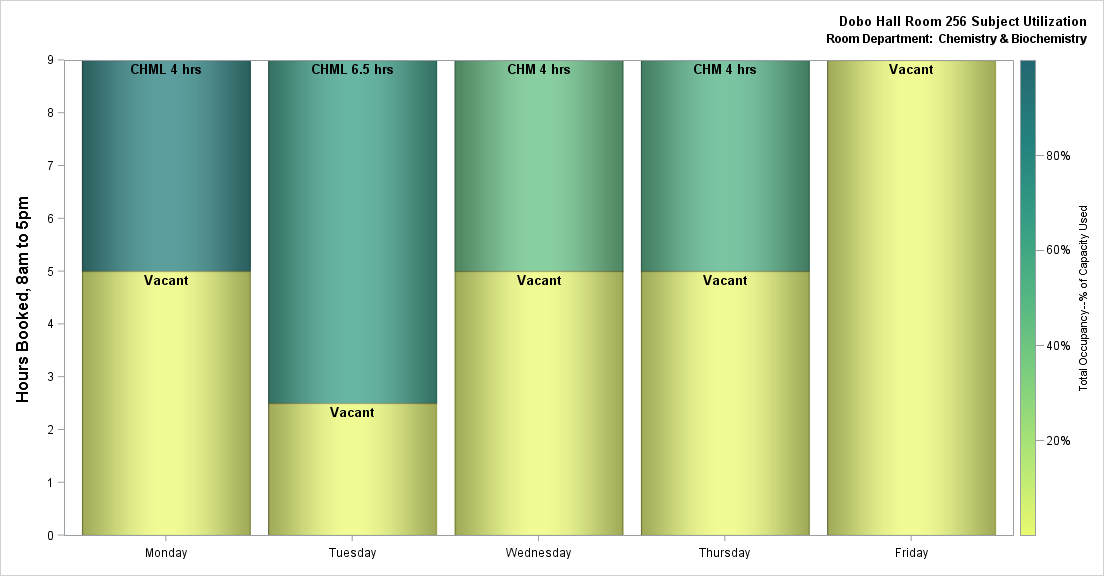 Dobo Hall Room 256 Subject Utilization
Room Department: Chemistry & Biochemistry
Hours Booked, 8am to 5pm
9
8
7
6
5
4
3
2
1
0
CHML 4 hrs
CHML 6.5 hrs
CHM 4 hrs
CHM 4 hrs
Vacant
Vacant
Vacant
Vacant
Vacant
Monday
Tuesday
Wednesday
Thursday
Friday
80%
60%
40%
20%
Total Occupancy--% of Capacity Used